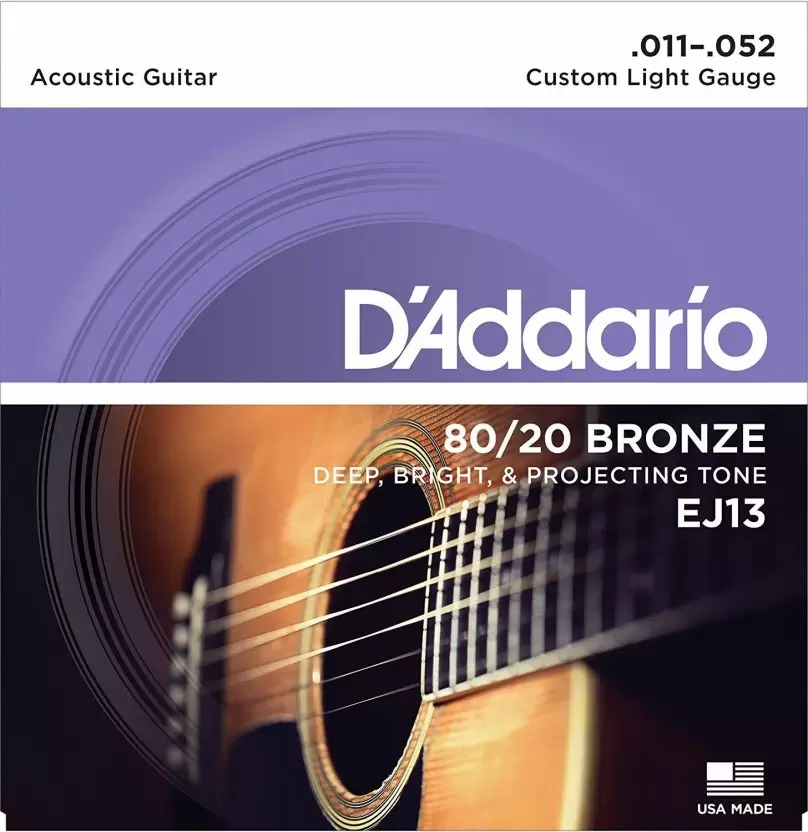 .011–.052
Acoustic Guitar
Custom Light Gauge
D'Addario
80/20 BRONZE
DEEP, BRIGHT, & PROJECTING TONE
EJ13
USA MADE